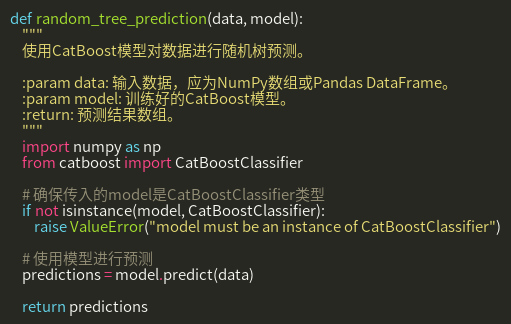 def random_tree_prediction(data, model):
    """
    使用CatBoost模型对数据进行随机树预测。

    :param data: 输入数据，应为NumPy数组或Pandas DataFrame。
    :param model: 训练好的CatBoost模型。
    :return: 预测结果数组。
    """
    import numpy as np
    from catboost import CatBoostClassifier

    # 确保传入的model是CatBoostClassifier类型
    if not isinstance(model, CatBoostClassifier):
        raise ValueError("model must be an instance of CatBoostClassifier")

    # 使用模型进行预测
    predictions = model.predict(data)

    return predictions